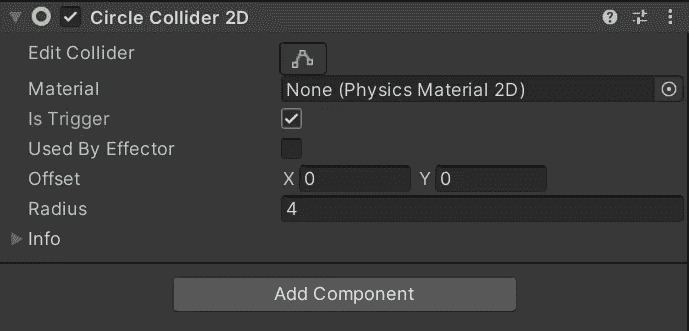 Circle Collider 2D
Edit Collider
Material None (Physics Material 2D)
Is Trigger
Used By Effector
Offset X 0 Y 0
Radius 4
Info
Add Component